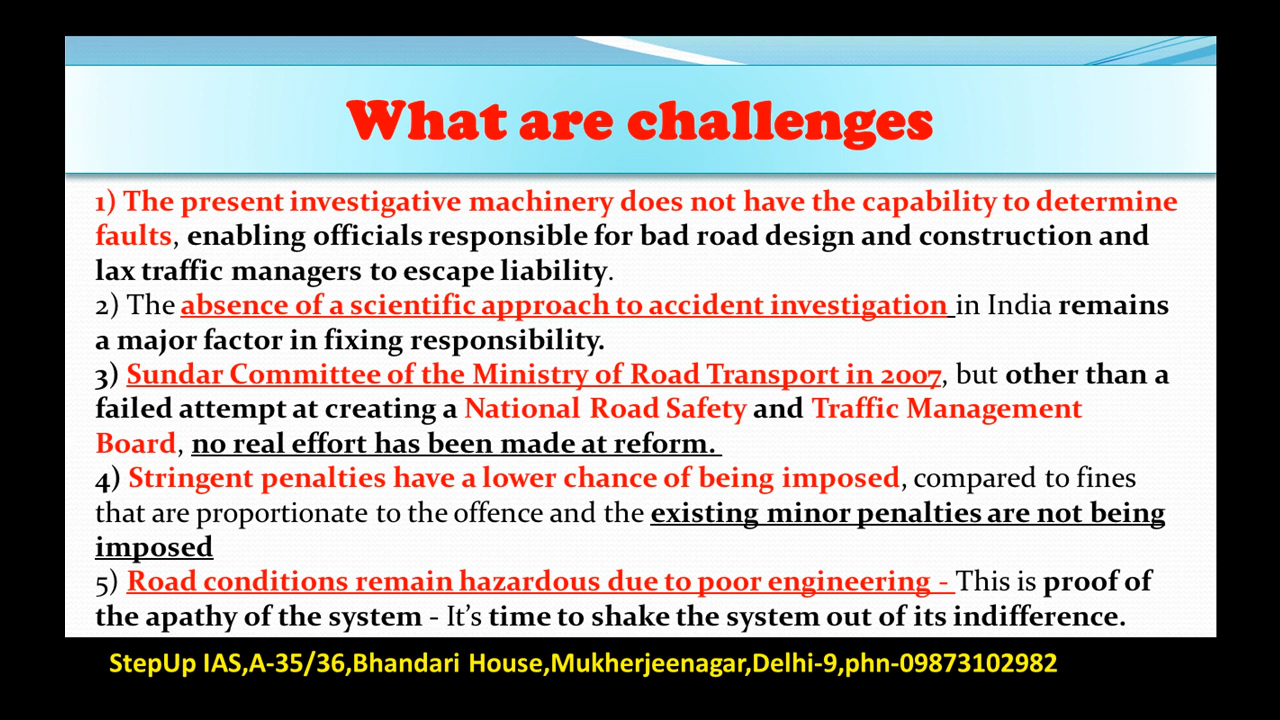 What are challenges
1) The present investigative machinery does not have the capability to determine
faults, enabling officials responsible for bad road design and construction and
lax traffic managers to escape liability.
2) The absence of a scientific approach to accident investigation in India remains
a major factor in fixing responsibility.
3) Sundar Committee of the Ministry of Road Transport in 2007, but other than a
failed attempt at creating a National Road Safety and Traffic Management
Board, no real effort has been made at reform.
4) Stringent penalties have a lower chance of being imposed, compared to fines
that are proportionate to the offence and the existing minor penalties are not being
imposed
5) Road conditions remain hazardous due to poor engineering - This is proof of
the apathy of the system - It’s time to shake the system out of its indifference.
StepUp IAS,A-35/36,Bhandari House,Mukherjeenagar,Delhi-9,phn-09873102982